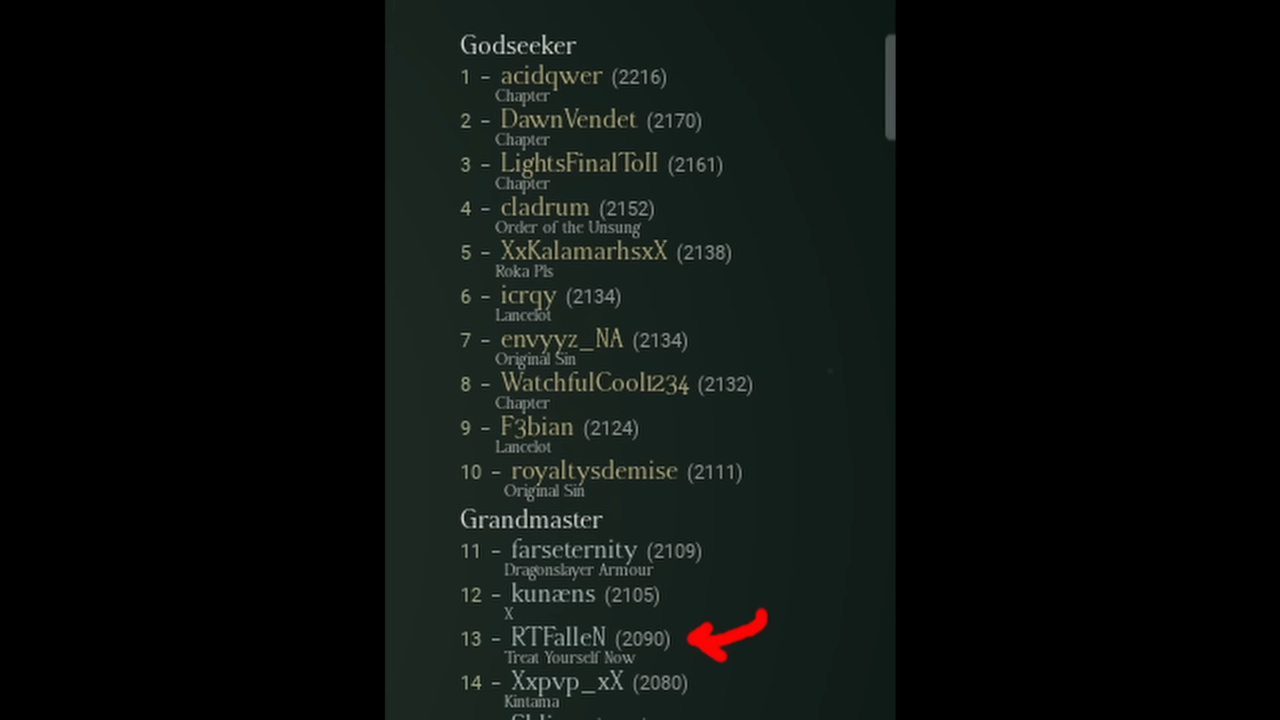 Godseeker
1 – acidqwer (2216)
Chapter
2 – DawnVendet (2170)
Chapter
3 – LightsFinalToll (2161)
Chapter
4 – cladrum (2152)
Order of the Unsung
5 – XxKalamarhsxX (2138)
Roka Pls
6 – icrqy (2134)
Lancelot
7 – envyyz_NA (2134)
Original Sin
8 – WatchfulCool1234 (2132)
Chapter
9 – F3bian (2124)
Lancelot
10 – royaltysdemise (2111)
Original Sin
Grandmaster
11 – farseternity (2109)
Dragonslayer Armour
12 – kunæns (2105)
X
13 – RTFalleN (2090)
Treat Yourself Now
14 – Xxpvp_xX (2080)
Kintama